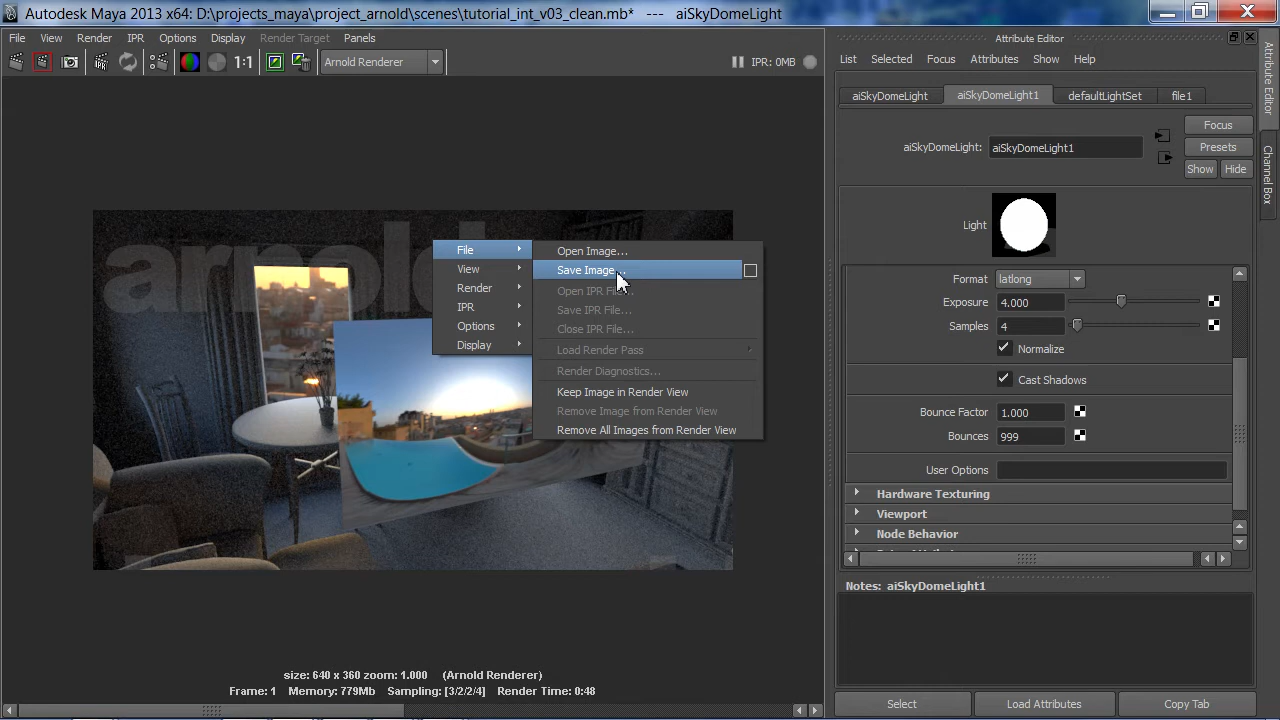 Autodesk Maya 2013 x64: D:\projects_maya\project_arnold\scenes\tutorial_int_v03_clean.mb* --- aiSkyDomeLight
File View Render IPR Options Display Render Target Panels
1:1 Arnold Renderer IPR: 0MB
arnold
File
View
Render
IPR
Options
Display
Open Image...
Save Image...
Open IPR File...
Save IPR File...
Close IPR File...
Load Render Pass
Render Diagnostics...
Keep Image in Render View
Remove Image from Render View
Remove All Images from Render View
size: 640 x 360 zoom: 1.000 (Arnold Renderer)
Frame: 1 Memory: 779Mb Sampling: [3/2/2/4] Render Time: 0:48
Attribute Editor
List Selected Focus Attributes Show Help
aiSkyDomeLight aiSkyDomeLight1 defaultLightSet file1
Focus
aiSkyDomeLight: aiSkyDomeLight1 Presets
Show Hide
Light
Format latlong
Exposure 4.000
Samples 4
Normalize
Cast Shadows
Bounce Factor 1.000
Bounces 999
User Options
Hardware Texturing
Viewport
Node Behavior
Notes: aiSkyDomeLight1
Select Load Attributes Copy Tab
Attribute Editor
Channel Box